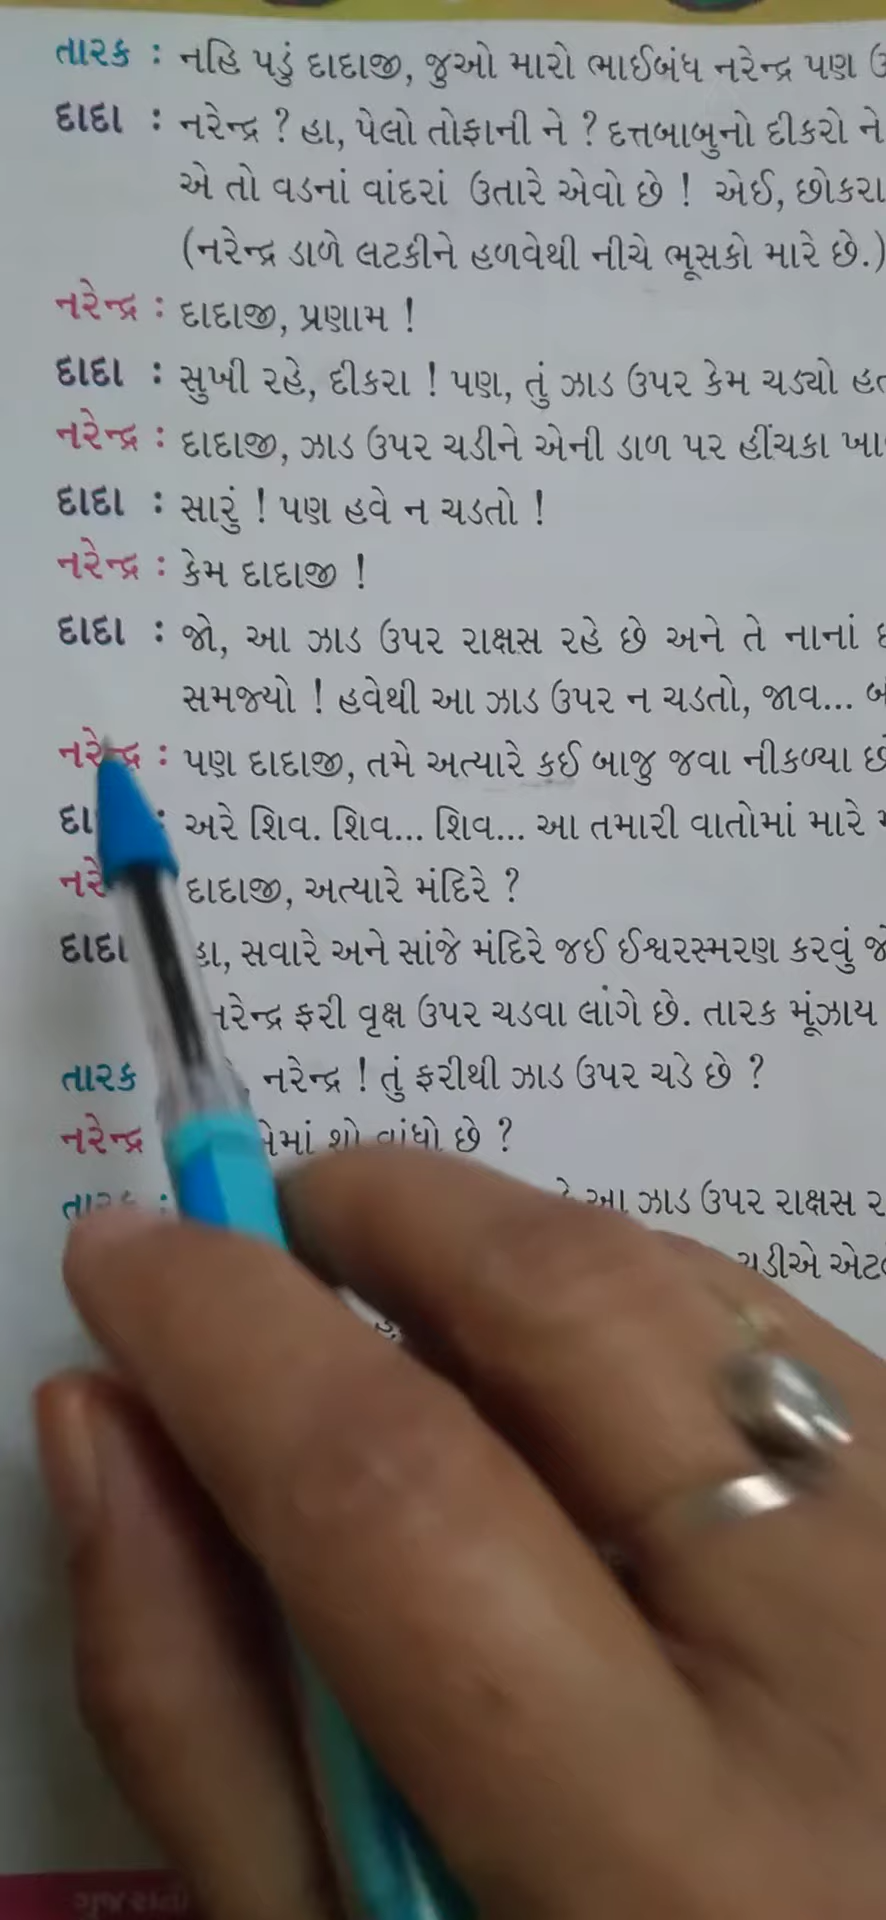 તારક : નહિ પડું દાદાજી, જુઓ મારો ભાઈબંધ નરેન્દ્ર પણ
દાદા : નરેન્દ્ર ? હા, પેલો તોફાની ને ? દત્તબાબુનો દીકરો ને
એ તો વડનાં વાંદરાં ઉતારે એવો છે ! એઈ, છોકરા
(નરેન્દ્ર ડાળે લટકીને હળવેથી નીચે ભૂસકો મારે છે.)
નરેન્દ્ર : દાદાજી, પ્રણામ !
દાદા : સુખી રહે, દીકરા ! પણ, તું ઝાડ ઉપર કેમ ચડ્યો
નરેન્દ્ર : દાદાજી, ઝાડ ઉપર ચડીને એની ડાળ પર હીંચકા
દાદા : સારું ! પણ હવે ન ચડતો !
નરેન્દ્ર : કેમ દાદાજી !
દાદા : જો, આ ઝાડ ઉપર રાક્ષસ રહે છે અને તે નાનાં
સમજ્યો ! હવેથી આ ઝાડ ઉપર ન ચડતો, જાવ...
નરેન્દ્ર : પણ દાદાજી, તમે અત્યારે કઈ બાજુ જવા નીકળ્યા
: અરે શિવ. શિવ... શિવ... આ તમારી વાતોમાં મારે
દાદાજી, અત્યારે મંદિરે ?
દાદા હા, સવારે અને સાંજે મંદિરે જઈ ઈશ્વરસ્મરણ કરવું
ફરી વૃક્ષ ઉપર ચડવા લાગે છે. તારક મૂંઝાય
તારક નરેન્દ્ર ! તું ફરીથી ઝાડ ઉપર ચડે છે ?
નરેન્દ્ર શો વાંધો છે ?
તારક : આ ઝાડ ઉપર રાક્ષસ
ચડીએ
ગુજરાતી